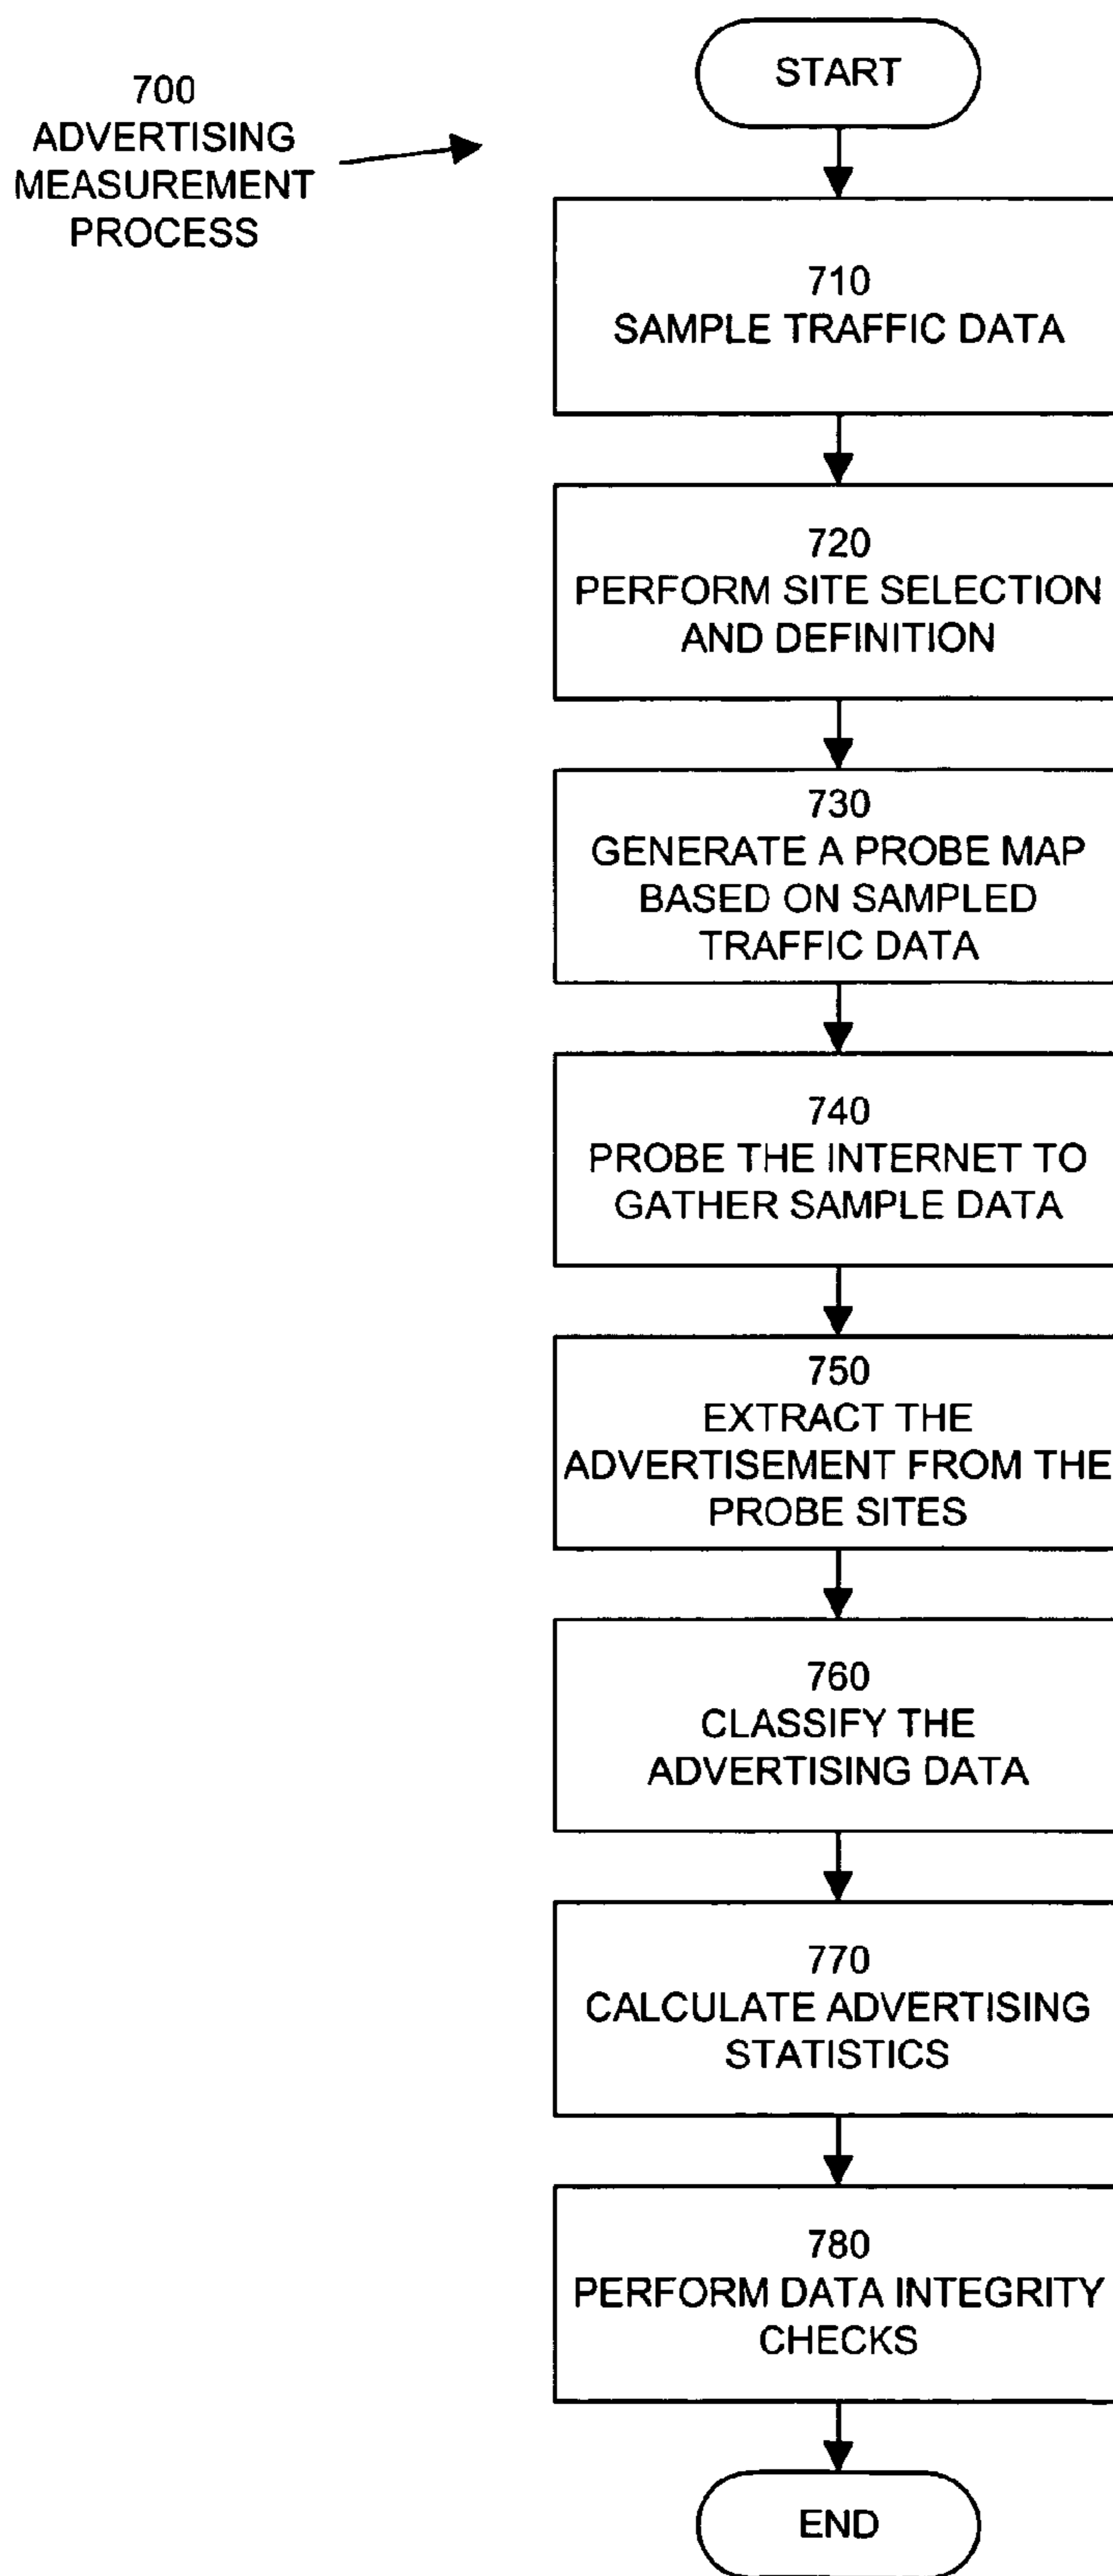 700
ADVERTISING
MEASUREMENT
PROCESS
START
710
SAMPLE TRAFFIC DATA
720
PERFORM SITE SELECTION
AND DEFINITION
730
GENERATE A PROBE MAP
BASED ON SAMPLED
TRAFFIC DATA
740
PROBE THE INTERNET TO
GATHER SAMPLE DATA
750
EXTRACT THE
ADVERTISEMENT FROM THE
PROBE SITES
760
CLASSIFY THE
ADVERTISING DATA
770
CALCULATE ADVERTISING
STATISTICS
780
PERFORM DATA INTEGRITY
CHECKS
END